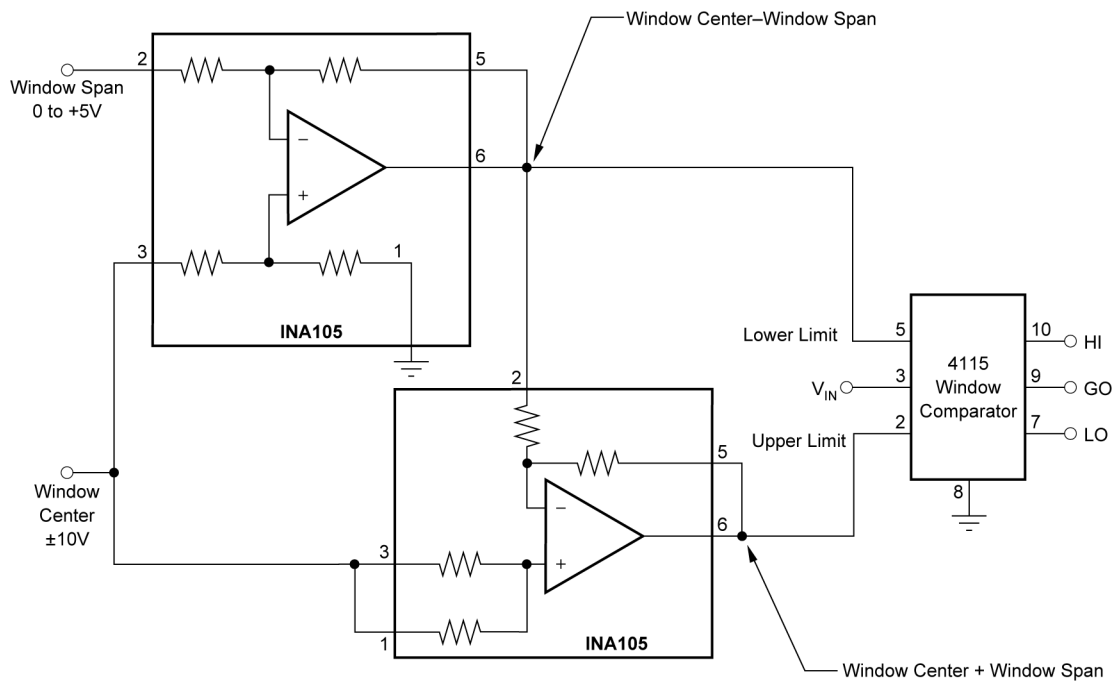 Window Center–Window Span
2
5
Window Span
0 to +5V
−
6
+
3
1
INA105
2
Lower Limit
5
10
HI
4115
Window
Comparator
V_IN
3
9
GO
Upper Limit
2
7
LO
5
8
Window
Center
±10V
−
6
3
+
1
INA105
Window Center + Window Span